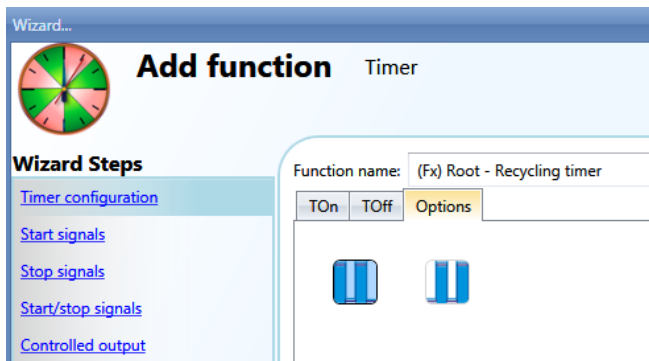 Wizard...
Add function Timer
Wizard Steps
Timer configuration
Start signals
Stop signals
Start/stop signals
Controlled output
Function name: (Fx) Root - Recycling timer
TOn TOff Options